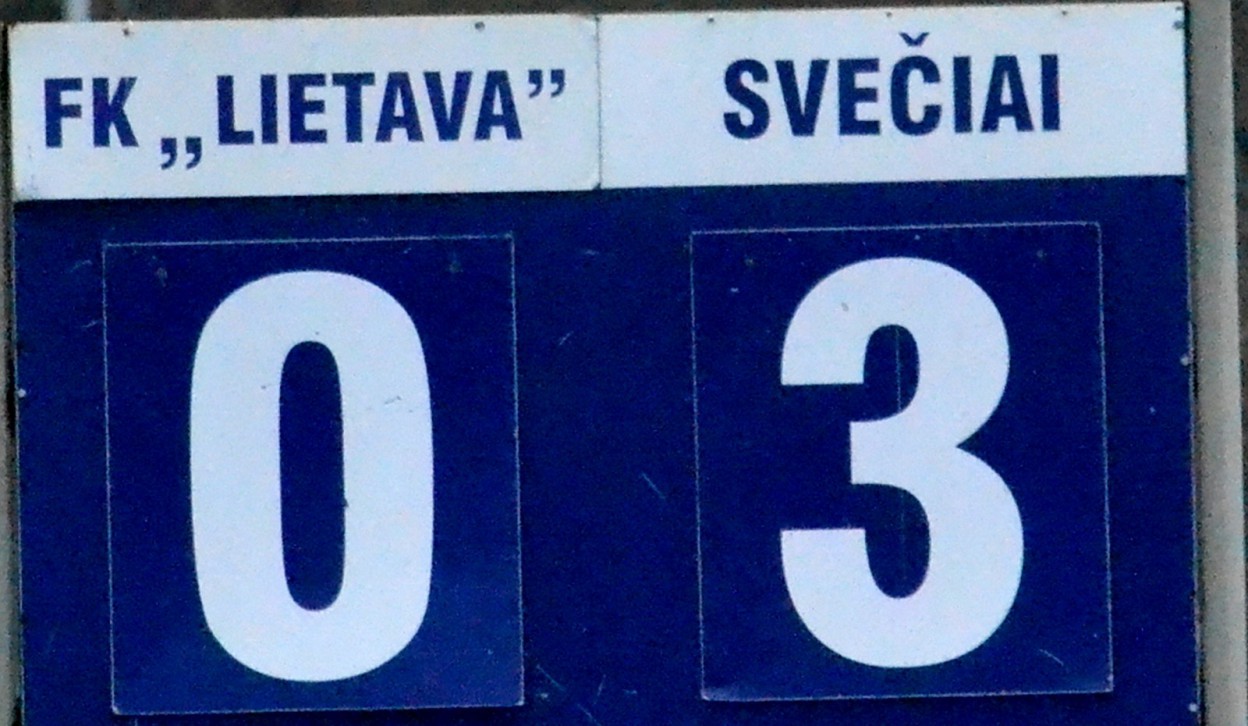 FK „LIETAVA”
SVEČIAI
0
3